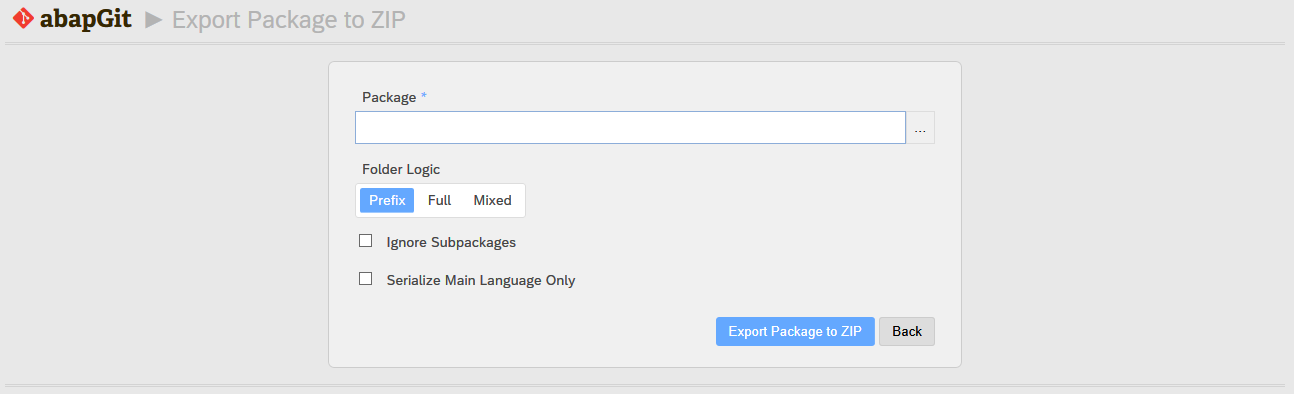 abapGit ▶ Export Package to ZIP
Package *
...
Folder Logic
Prefix Full Mixed
Ignore Subpackages
Serialize Main Language Only
Export Package to ZIP Back